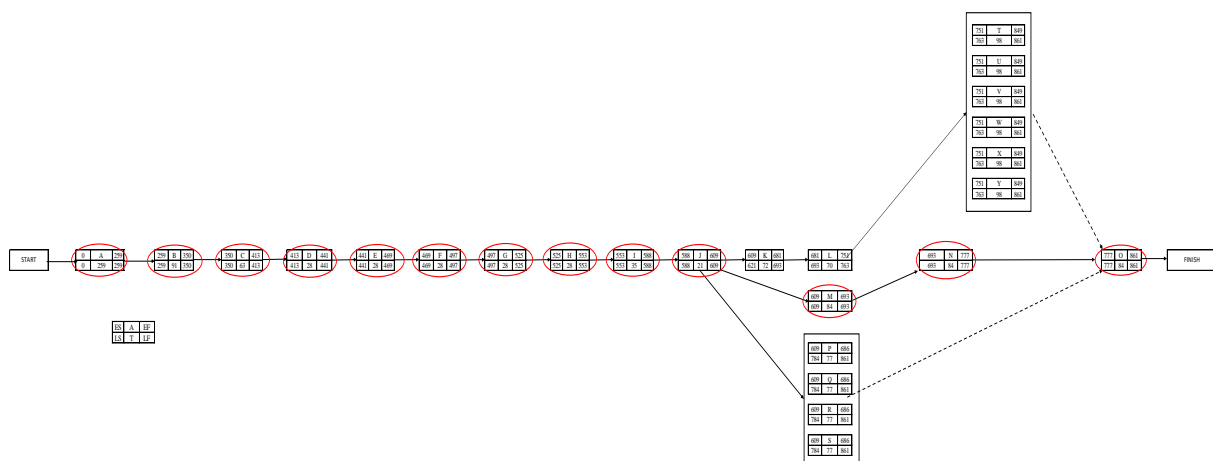 751 T 849
763 98 861
751 U 849
763 98 861
751 V 849
763 98 861
751 W 849
763 98 861
751 X 849
763 98 861
751 Y 849
763 98 861
START
0 A 259
0 259 259
259 B 350
259 91 350
350 C 413
350 63 413
413 D 441
413 28 441
441 E 469
441 28 469
469 F 497
469 28 497
497 G 525
497 28 525
525 H 553
525 28 553
553 I 588
553 35 588
588 J 609
588 21 609
609 K 681
621 72 693
681 L 751
693 70 763
693 N 777
693 84 777
777 O 861
777 84 861
FINISH
609 M 693
609 84 693
ES A EF
LS T LF
609 P 686
784 77 861
609 Q 686
784 77 861
609 R 686
784 77 861
609 S 686
784 77 861